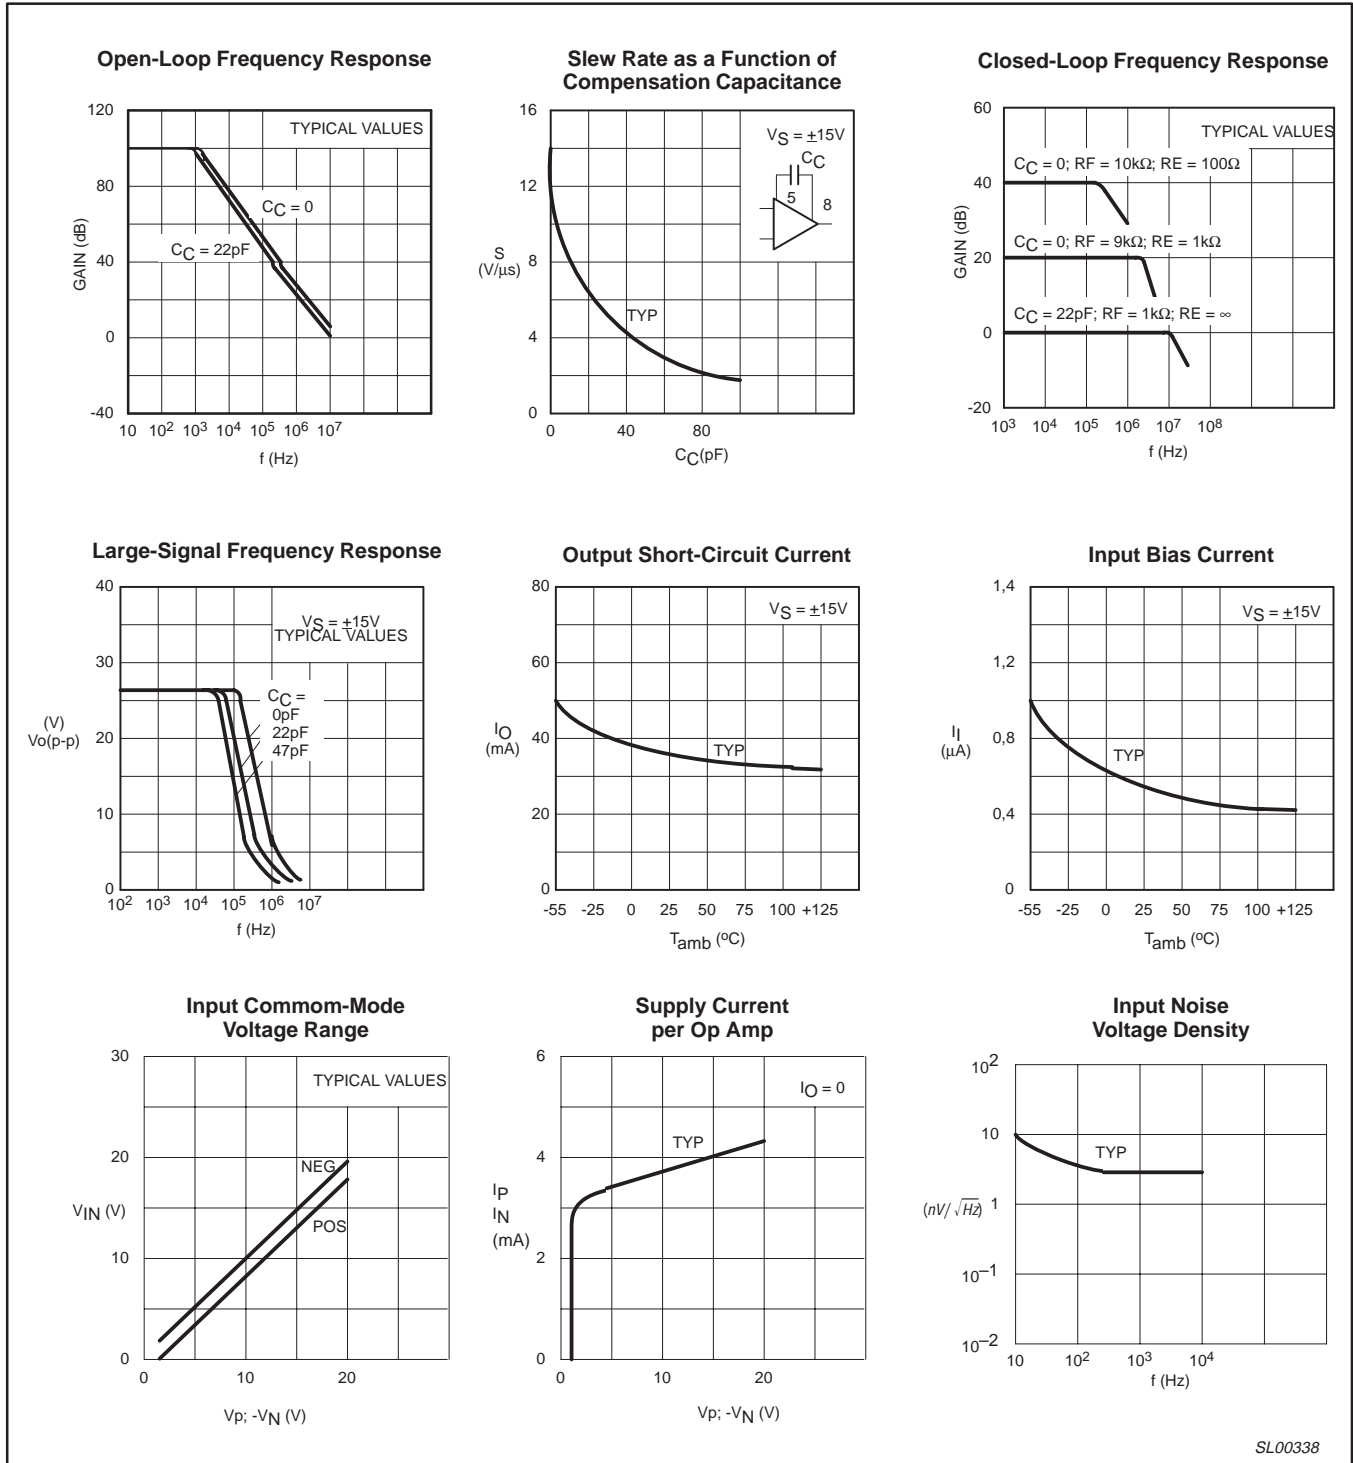 Open-Loop Frequency Response
120
80
40
0
-40
GAIN (dB)
TYPICAL VALUES
CC = 0
CC = 22pF
10 10² 10³ 10⁴ 10⁵ 10⁶ 10⁷
f (Hz)
Slew Rate as a Function of
Compensation Capacitance
16
12
8
4
0
S
(V/µs)
VS = ±15V
CC
5
8
TYP
0 40 80
CC(pF)
Closed-Loop Frequency Response
60
40
20
0
-20
GAIN (dB)
TYPICAL VALUES
CC = 0; RF = 10kΩ; RE = 100Ω
CC = 0; RF = 9kΩ; RE = 1kΩ
CC = 22pF; RF = 1kΩ; RE = ∞
10³ 10⁴ 10⁵ 10⁶ 10⁷ 10⁸
f (Hz)
Large-Signal Frequency Response
40
30
20
10
0
(V)
Vo(p-p)
VS = ±15V
TYPICAL VALUES
CC =
0pF
22pF
47pF
10² 10³ 10⁴ 10⁵ 10⁶ 10⁷
f (Hz)
Output Short-Circuit Current
80
60
40
20
0
IO
(mA)
VS = ±15V
TYP
-55 -25 0 25 50 75 100 +125
Tamb (oC)
Input Bias Current
1,4
1,2
0,8
0,4
0
II
(µA)
VS = ±15V
TYP
-55 -25 0 25 50 75 100 +125
Tamb (oC)
Input Commom-Mode
Voltage Range
30
20
10
0
VIN (V)
TYPICAL VALUES
NEG
POS
0 10 20
Vp; -VN (V)
Supply Current
per Op Amp
6
4
2
0
IP
IN
(mA)
IO = 0
TYP
0 10 20
Vp; -VN (V)
Input Noise
Voltage Density
10²
10
1
10⁻¹
10⁻²
(nV/√Hz)
TYP
10 10² 10³ 10⁴
f (Hz)
SL00338